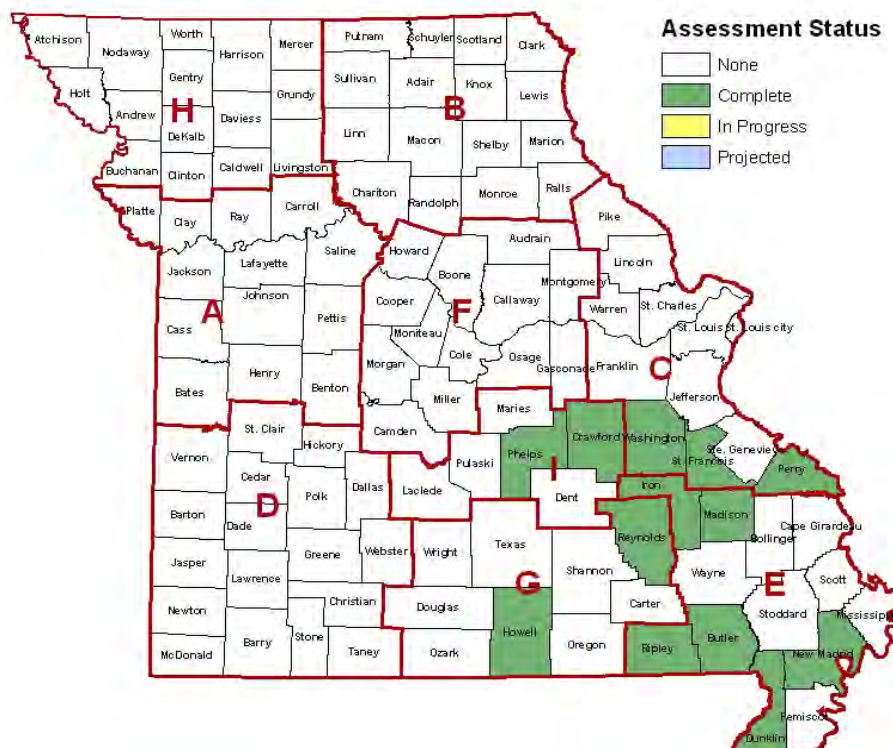 Assessment Status
None
Complete
In Progress
Projected
Atchison
Nodaway
Worth
Harrison
Mercer
Putnam
Schuyler
Scotland
Clark
Holt
Gentry
Grundy
Sullivan
Adair
Knox
Lewis
Andrew
H
B
DeKalb
Daviess
Linn
Macon
Shelby
Marion
Buchanan
Clinton
Caldwell
Livingston
Chariton
Randolph
Monroe
Ralls
Platte
Clay
Ray
Carroll
Pike
Saline
Howard
Audrain
Jackson
Lafayette
Boone
Lincoln
Johnson
Cooper
Callaway
Montgomery
A
F
Warren
St. Charles
Cass
Pettis
Moniteau
St. Louis
St. Louis city
Cole
Osage
Gasconade
Franklin
C
Bates
Henry
Benton
Morgan
Miller
Jefferson
Maries
St. Clair
Camden
Hickory
Vernon
Phelps
Crawford
Washington
Ste. Genevieve
St. Francis
Perry
Cedar
Polk
Dallas
Laclede
Pulaski
I
Dent
Iron
Barton
Dade
D
Madison
Bollinger
Cape Girardeau
Jasper
Greene
Webster
Wright
Texas
Reynolds
Lawrence
Shannon
Wayne
E
Scott
G
Newton
Christian
Douglas
Carter
Stoddard
Mississippi
McDonald
Barry
Stone
Taney
Ozark
Howell
Oregon
Ripley
Butler
New Madrid
Pemiscot
Dunklin